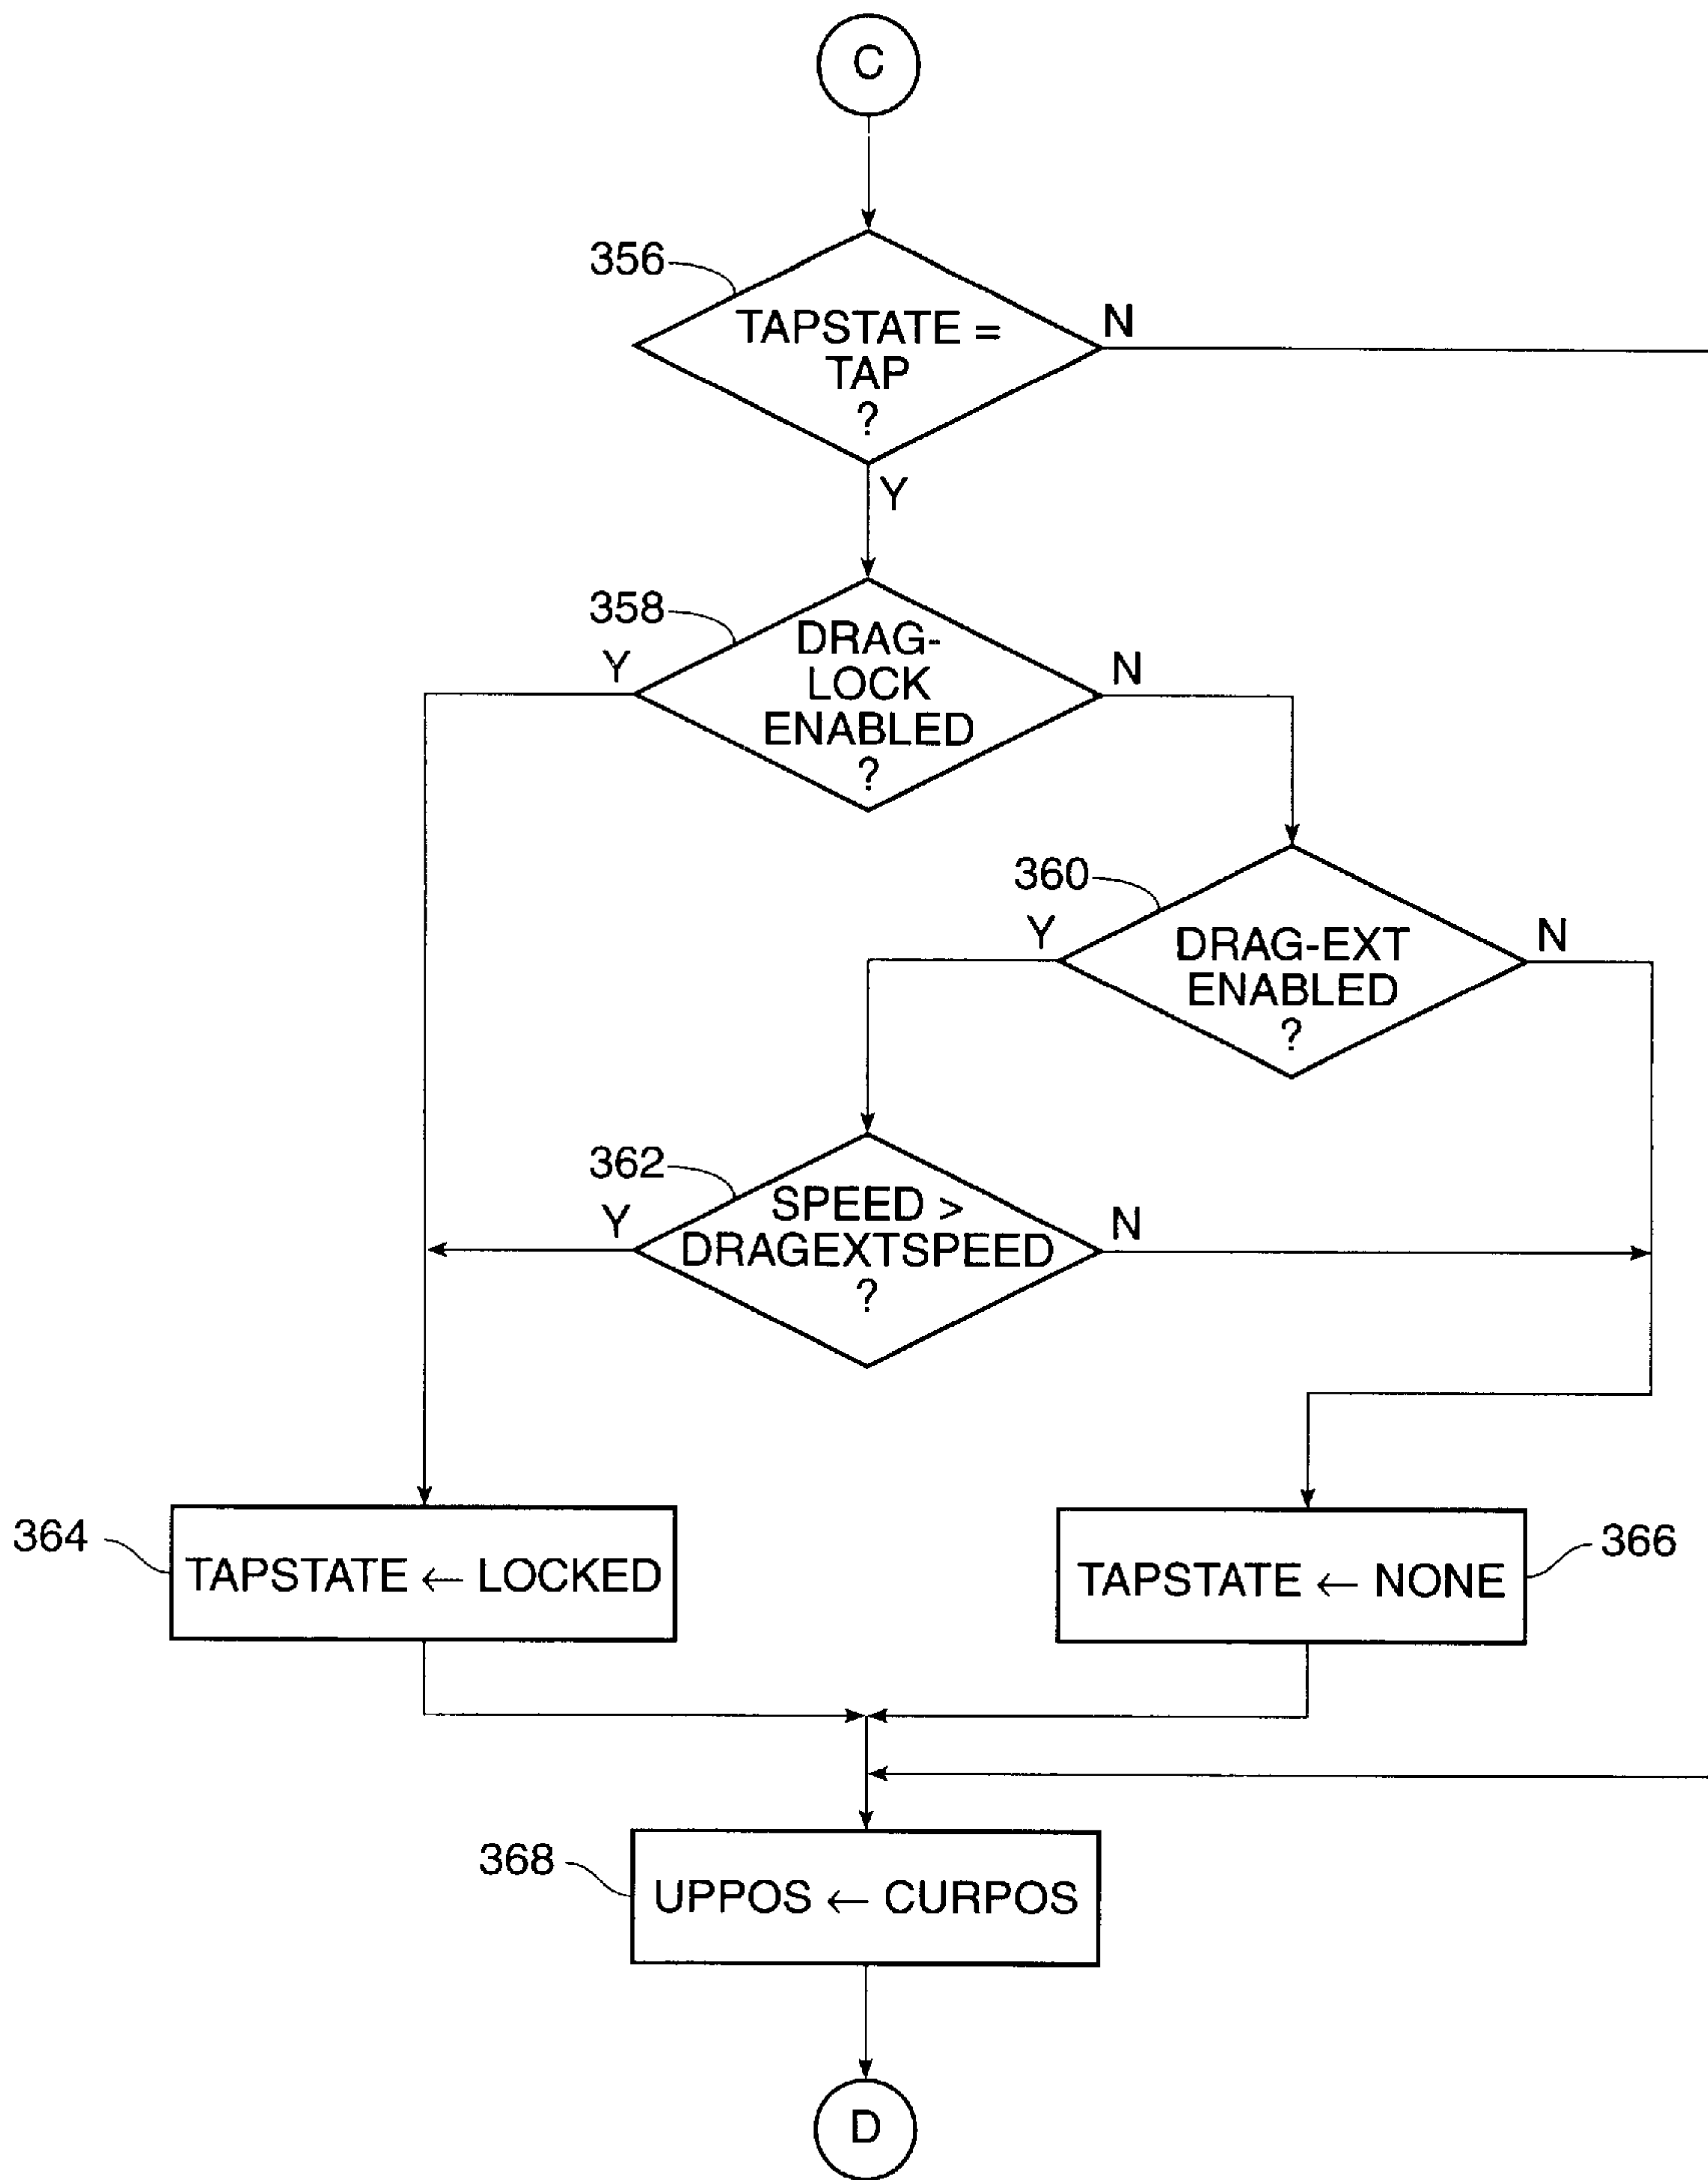 C
356
TAPSTATE =
TAP
?
N
Y
358
DRAG-
LOCK
ENABLED
?
Y
N
360
DRAG-EXT
ENABLED
?
Y
N
362
SPEED >
DRAGEXTSPEED
?
Y
N
364
TAPSTATE ← LOCKED
TAPSTATE ← NONE
366
368
UPPOS ← CURPOS
D